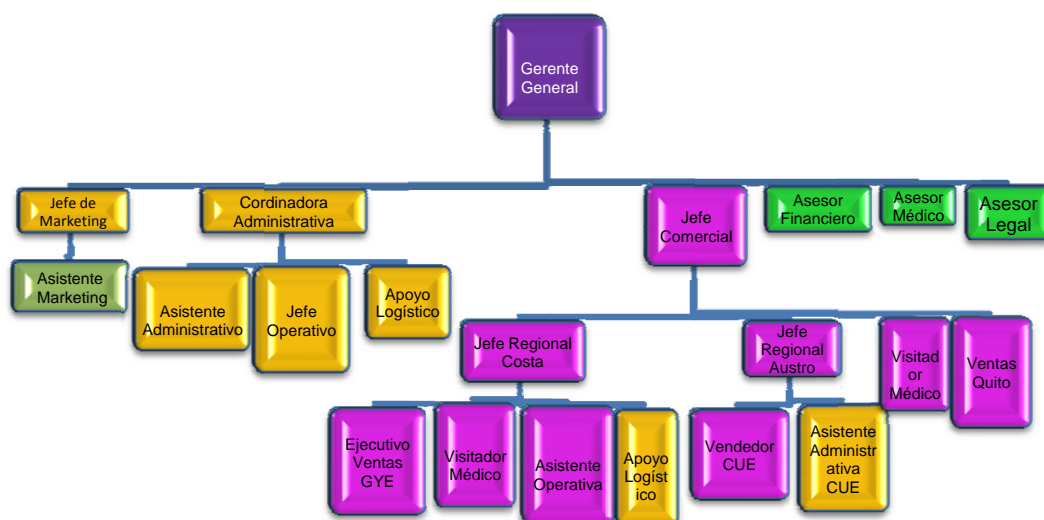 Gerente
General
Jefe de
Marketing
Cordinadora
Administrativa
Jefe
Comercial
Asesor
Financiero
Asesor
Médico
Asesor
Legal
Asistente
Marketing
Asistente
Administrativo
Jefe
Operativo
Apoyo
Logístico
Jefe Regional
Costa
Jefe
Regional
Austro
Visitad
or
Médico
Ventas
Quito
Ejecutivo
Ventas
GYE
Visitador
Médico
Asistente
Operativa
Apoyo
Logíst
ico
Vendedor
CUE
Asistente
Administr
ativa
CUE